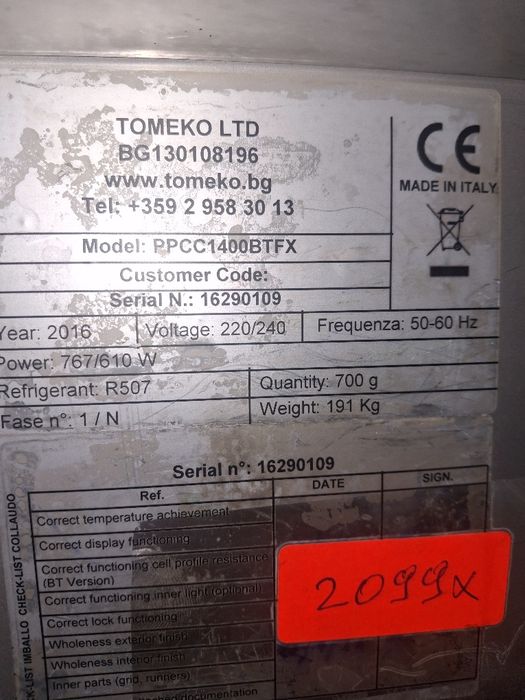 TOMEKO LTD
BG130108196
www.tomeko.bg
Tel: +359 2 958 30 13
CE
MADE IN ITALY
Model: PPCC1400BTFX
Customer Code:
Serial N.: 16290109
Year: 2016 Voltage: 220/240 Frequenza: 50-60 Hz
Power: 767/610 W
Refrigerant: R507 Quantity: 700 g
Fase n°: 1 / N Weight: 191 Kg
Serial n°: 16290109
Ref. DATE SIGN.
Correct temperature achievement
Correct display functioning
Correct functioning cell profile resistance
(BT Version)
Correct functioning inner light (optional)
Correct lock functioning
Wholeness exterior finish
Wholeness interior finish
Inner parts (grid, runners)
documentation
2099x
LIST IMBALLO CHECK-LIST COLLAUDO